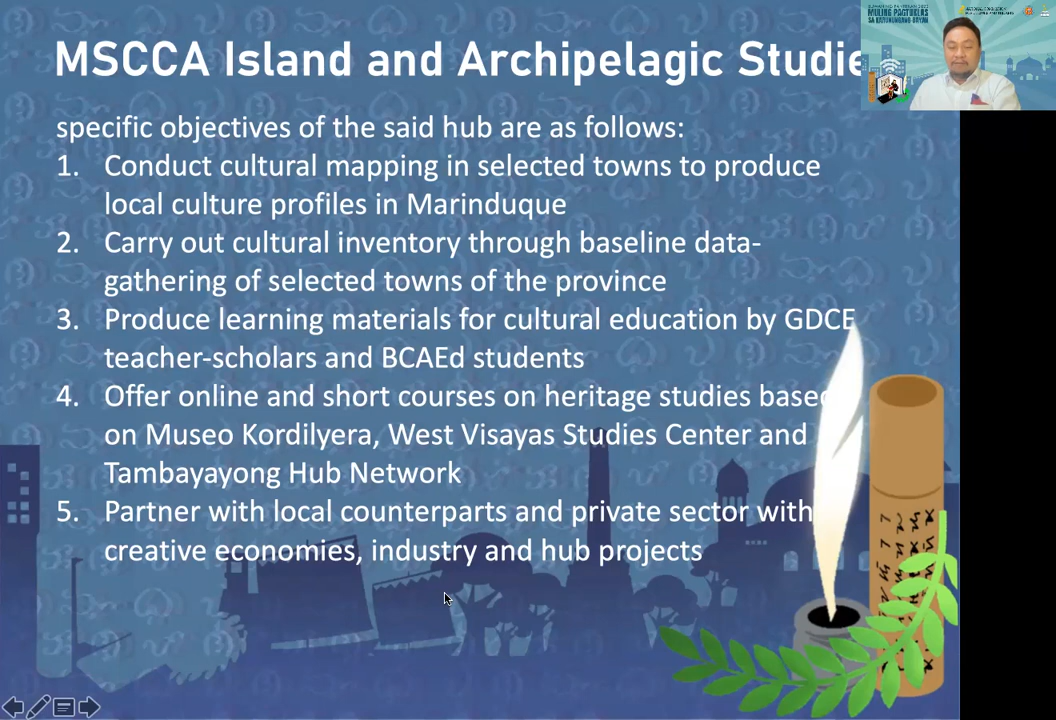 MSCCA Island and Archipelagic Studie
MULING PAGTUKLAS
specific objectives of the said hub are as follows:
1. Conduct cultural mapping in selected towns to produce
local culture profiles in Marinduque
2. Carry out cultural inventory through baseline data-
gathering of selected towns of the province
3. Produce learning materials for cultural education by GDCE
teacher-scholars and BCAEd students
4. Offer online and short courses on heritage studies based
on Museo Kordilyera, West Visayas Studies Center and
Tambayayong Hub Network
5. Partner with local counterparts and private sector with
creative economies, industry and hub projects